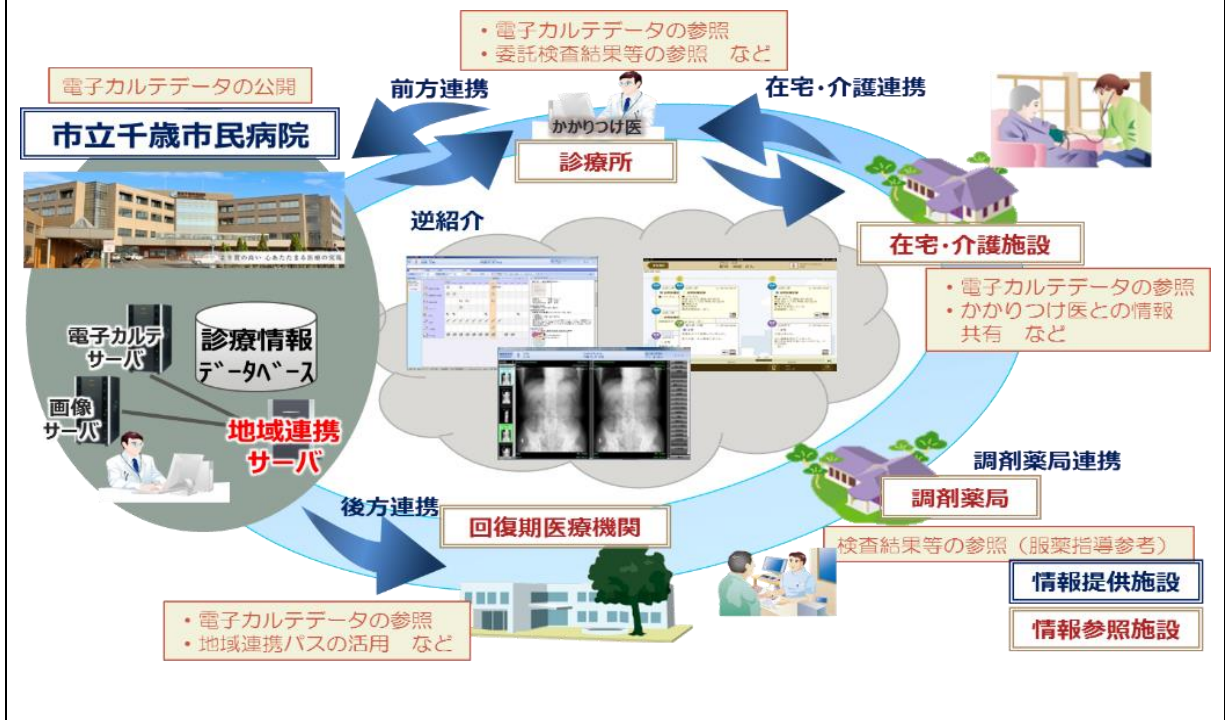 ・電子カルテデータの参照
・委託検査結果等の参照　など
電子カルテデータの公開
前方連携
在宅･介護連携
市立千歳市民病院
かかりつけ医
診療所
逆紹介
在宅･介護施設
・電子カルテデータの参照
・かかりつけ医との情報
共有　など
電子カルテ
サーバ
診療情報
ﾃﾞｰﾀﾍﾞｰｽ
画像
サーバ
地域連携
サーバ
調剤薬局連携
調剤薬局
後方連携
回復期医療機関
検査結果等の参照（服薬指導参考）
情報提供施設
・電子カルテデータの参照
・地域連携パスの活用　など
情報参照施設